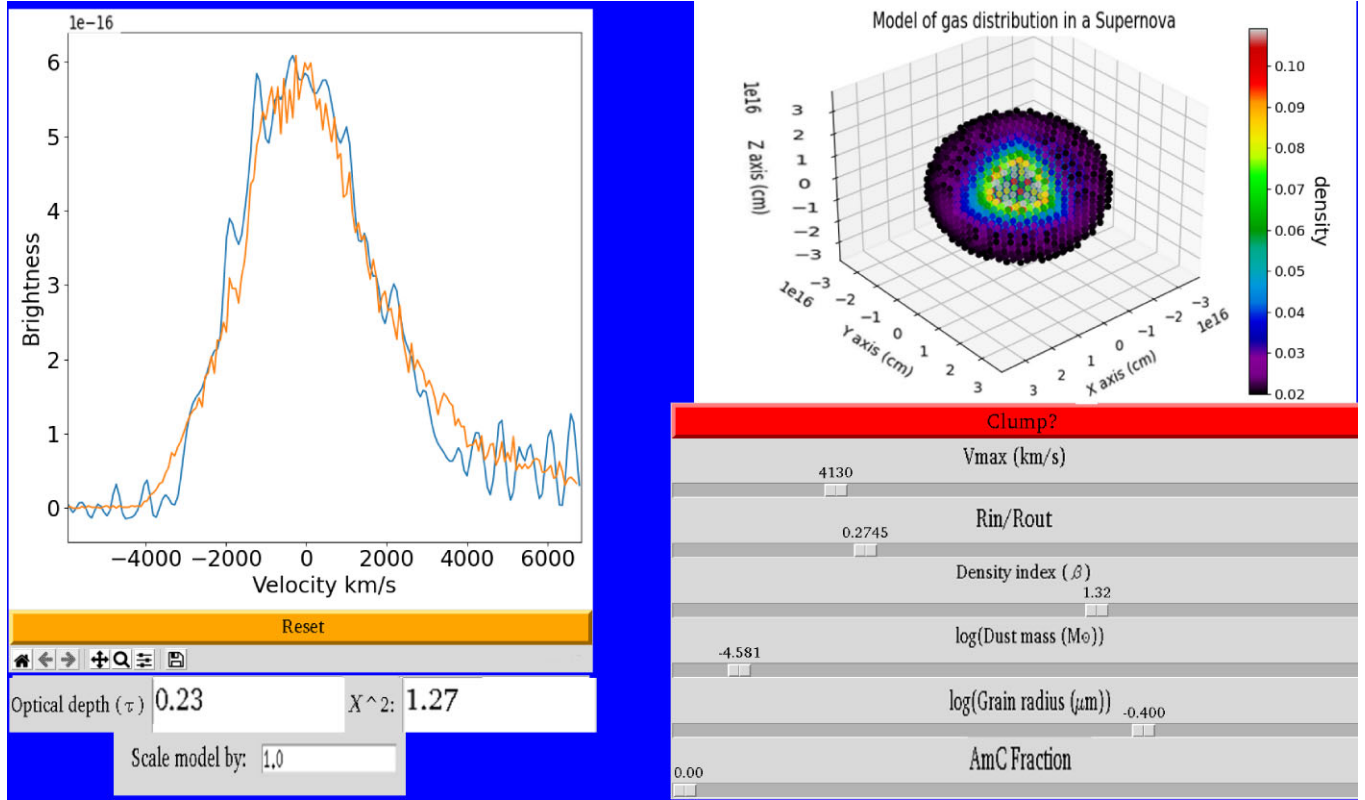 1e−16
6
5
4
3
2
1
0
Brightness
−4000 −2000 0 2000 4000 6000
Velocity km/s
Reset
Optical depth (τ) 0.23 X^2: 1.27
Scale model by: 1.0
Model of gas distribution in a Supernova
1e16 Z axis (cm)
3
2
1
0
−1
−2
−3
1e16 Y axis (cm)
−3 −2 −1 0 1 2 3
X axis (cm) 1e16
3 2 1 0 −1 −2 −3
0.10
0.09
0.08
0.07
0.06
0.05
0.04
0.03
0.02
density
Clump?
Vmax (km/s)
4130
Rin/Rout
0.2745
Density index (β)
1.32
log(Dust mass (M⊙))
-4.581
log(Grain radius (μm))
-0.400
AmC Fraction
0.00